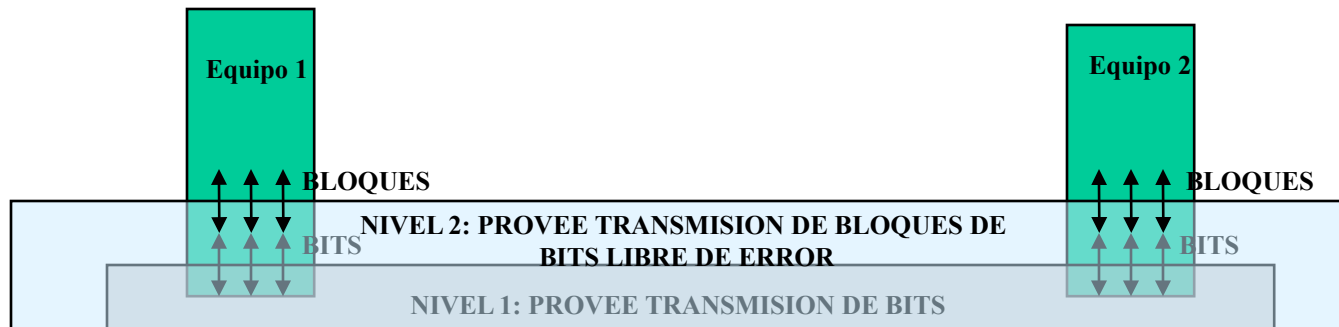 Equipo 1
Equipo 2
BLOQUES
BLOQUES
NIVEL 2: PROVEE TRANSMISION DE BLOQUES DE
BITS LIBRE DE ERROR
BITS
BITS
NIVEL 1: PROVEE TRANSMISION DE BITS